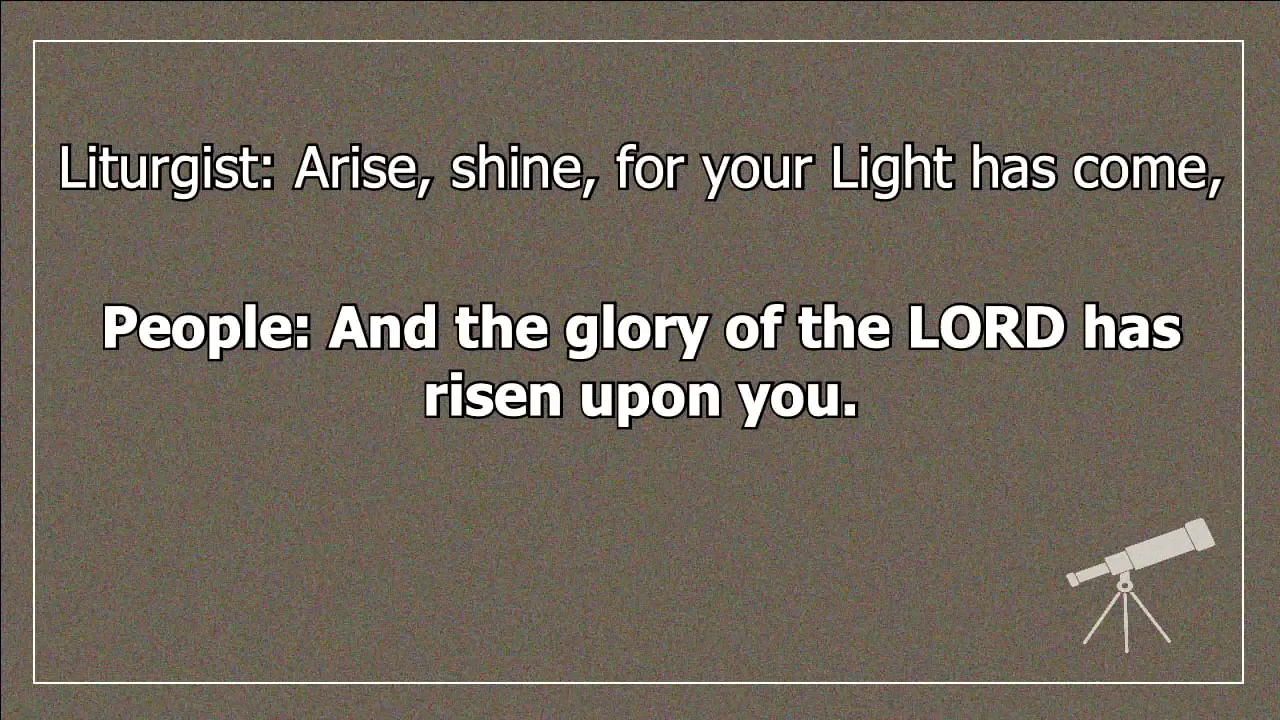 Liturgist: Arise, shine, for your Light has come,
People: And the glory of the LORD has
risen upon you.